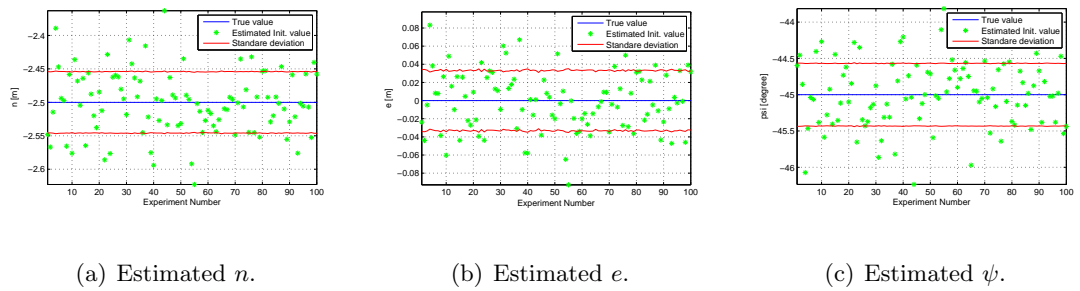 True value
Estimated Init. value
Standare deviation
n [m]
−2.4
−2.45
−2.5
−2.55
−2.6
10 20 30 40 50 60 70 80 90 100
Experiment Number
(a) Estimated n.
True value
Estimated Init. value
Standare deviation
e [m]
0.08
0.06
0.04
0.02
0
−0.02
−0.04
−0.06
−0.08
10 20 30 40 50 60 70 80 90 100
Experiment Number
(b) Estimated e.
True value
Estimated Init. value
Standare deviation
psi [degree]
−44
−44.5
−45
−45.5
−46
10 20 30 40 50 60 70 80 90 100
Experiment Number
(c) Estimated ψ.